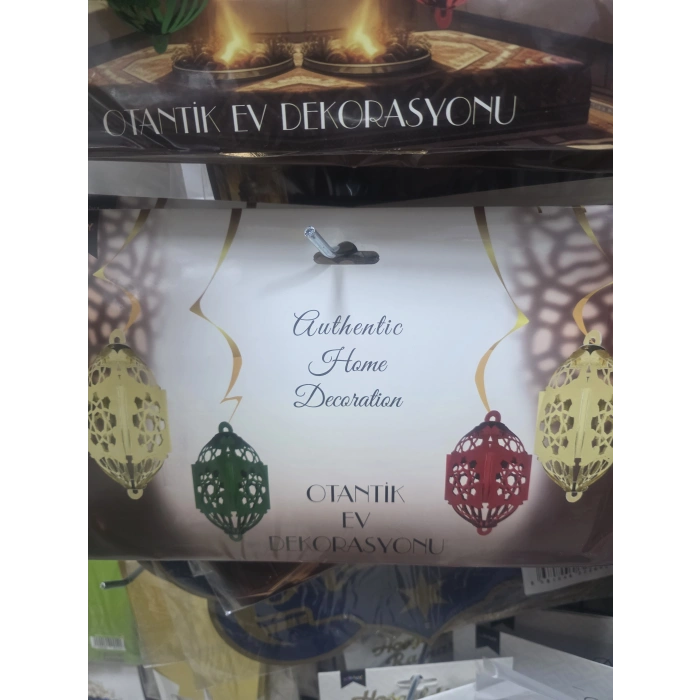 OTANTİK EV DEKORASYONU
Authentic
Home
Decoration
OTANTİK
EV
DEKORASYONU